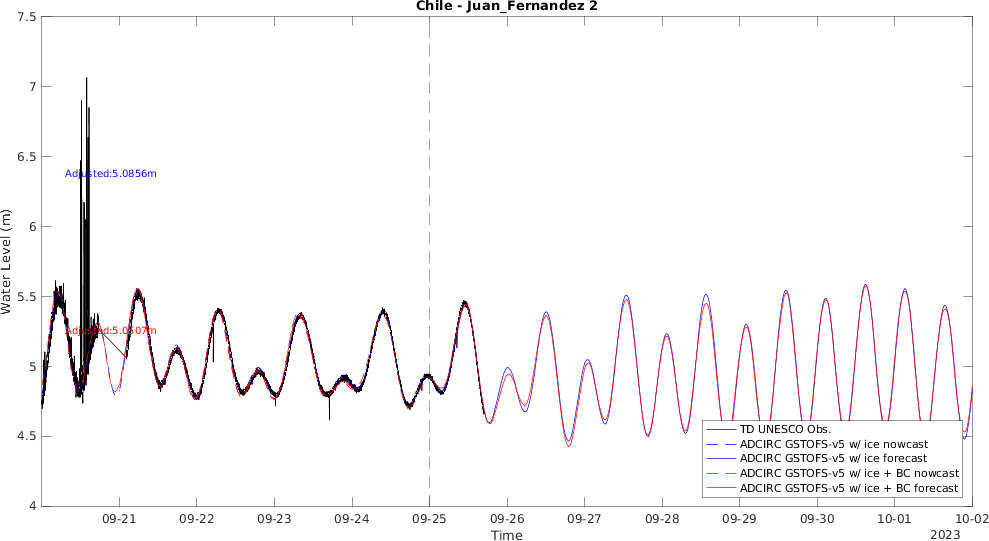 Chile - Juan_Fernandez 2
7.5
7
6.5
6
5.5
5
4.5
4
Water Level (m)
Adjusted:5.0856m
Adjusted:5.0607m
TD UNESCO Obs.
ADCIRC GSTOFS-v5 w/ ice nowcast
ADCIRC GSTOFS-v5 w/ ice forecast
ADCIRC GSTOFS-v5 w/ ice + BC nowcast
ADCIRC GSTOFS-v5 w/ ice + BC forecast
09-21 09-22 09-23 09-24 09-25 09-26 09-27 09-28 09-29 09-30 10-01 10-02
Time
2023